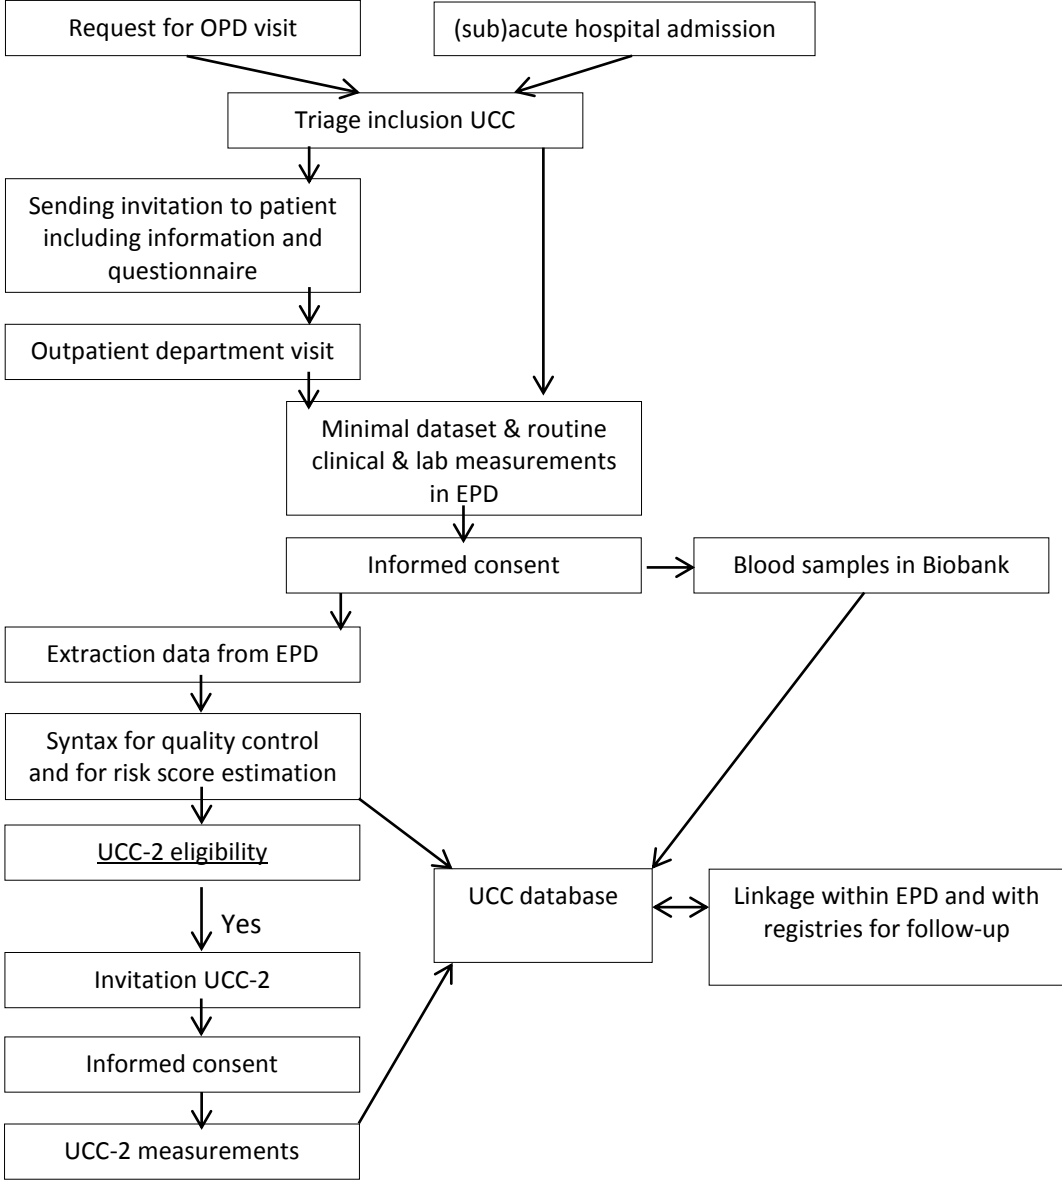 Request for OPD visit
(sub)acute hospital admission
Triage inclusion UCC
Sending invitation to patient
including information and
questionnaire
Outpatient department visit
Minimal dataset & routine
clinical & lab measurements
in EPD
Informed consent
Blood samples in Biobank
Extraction data from EPD
Syntax for quality control
and for risk score estimation
UCC-2 eligibility
UCC database
Linkage within EPD and with
registries for follow-up
Yes
Invitation UCC-2
Informed consent
UCC-2 measurements